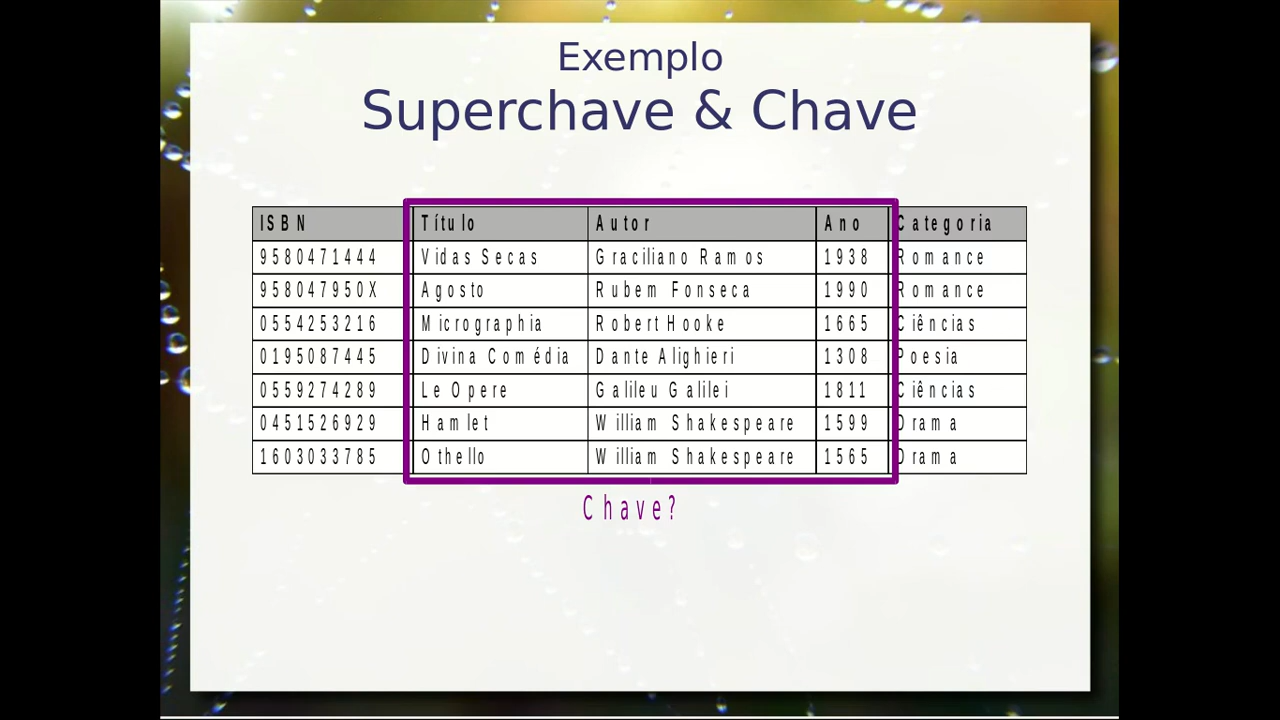 Exemplo
Superchave & Chave
ISBN Título Autor Ano Categoria
9580471444 Vidas Secas Graciliano Ramos 1938 Romance
958047950X Agosto Rubem Fonseca 1990 Romance
0554253216 Micrographia Robert Hooke 1665 Ciências
0195087445 Divina Comédia Dante Alighieri 1308 Poesia
0559274289 Le Opere Galileu Galilei 1811 Ciências
0451526929 Hamlet William Shakespeare 1599 Drama
1603033785 Othello William Shakespeare 1565 Drama
Chave?